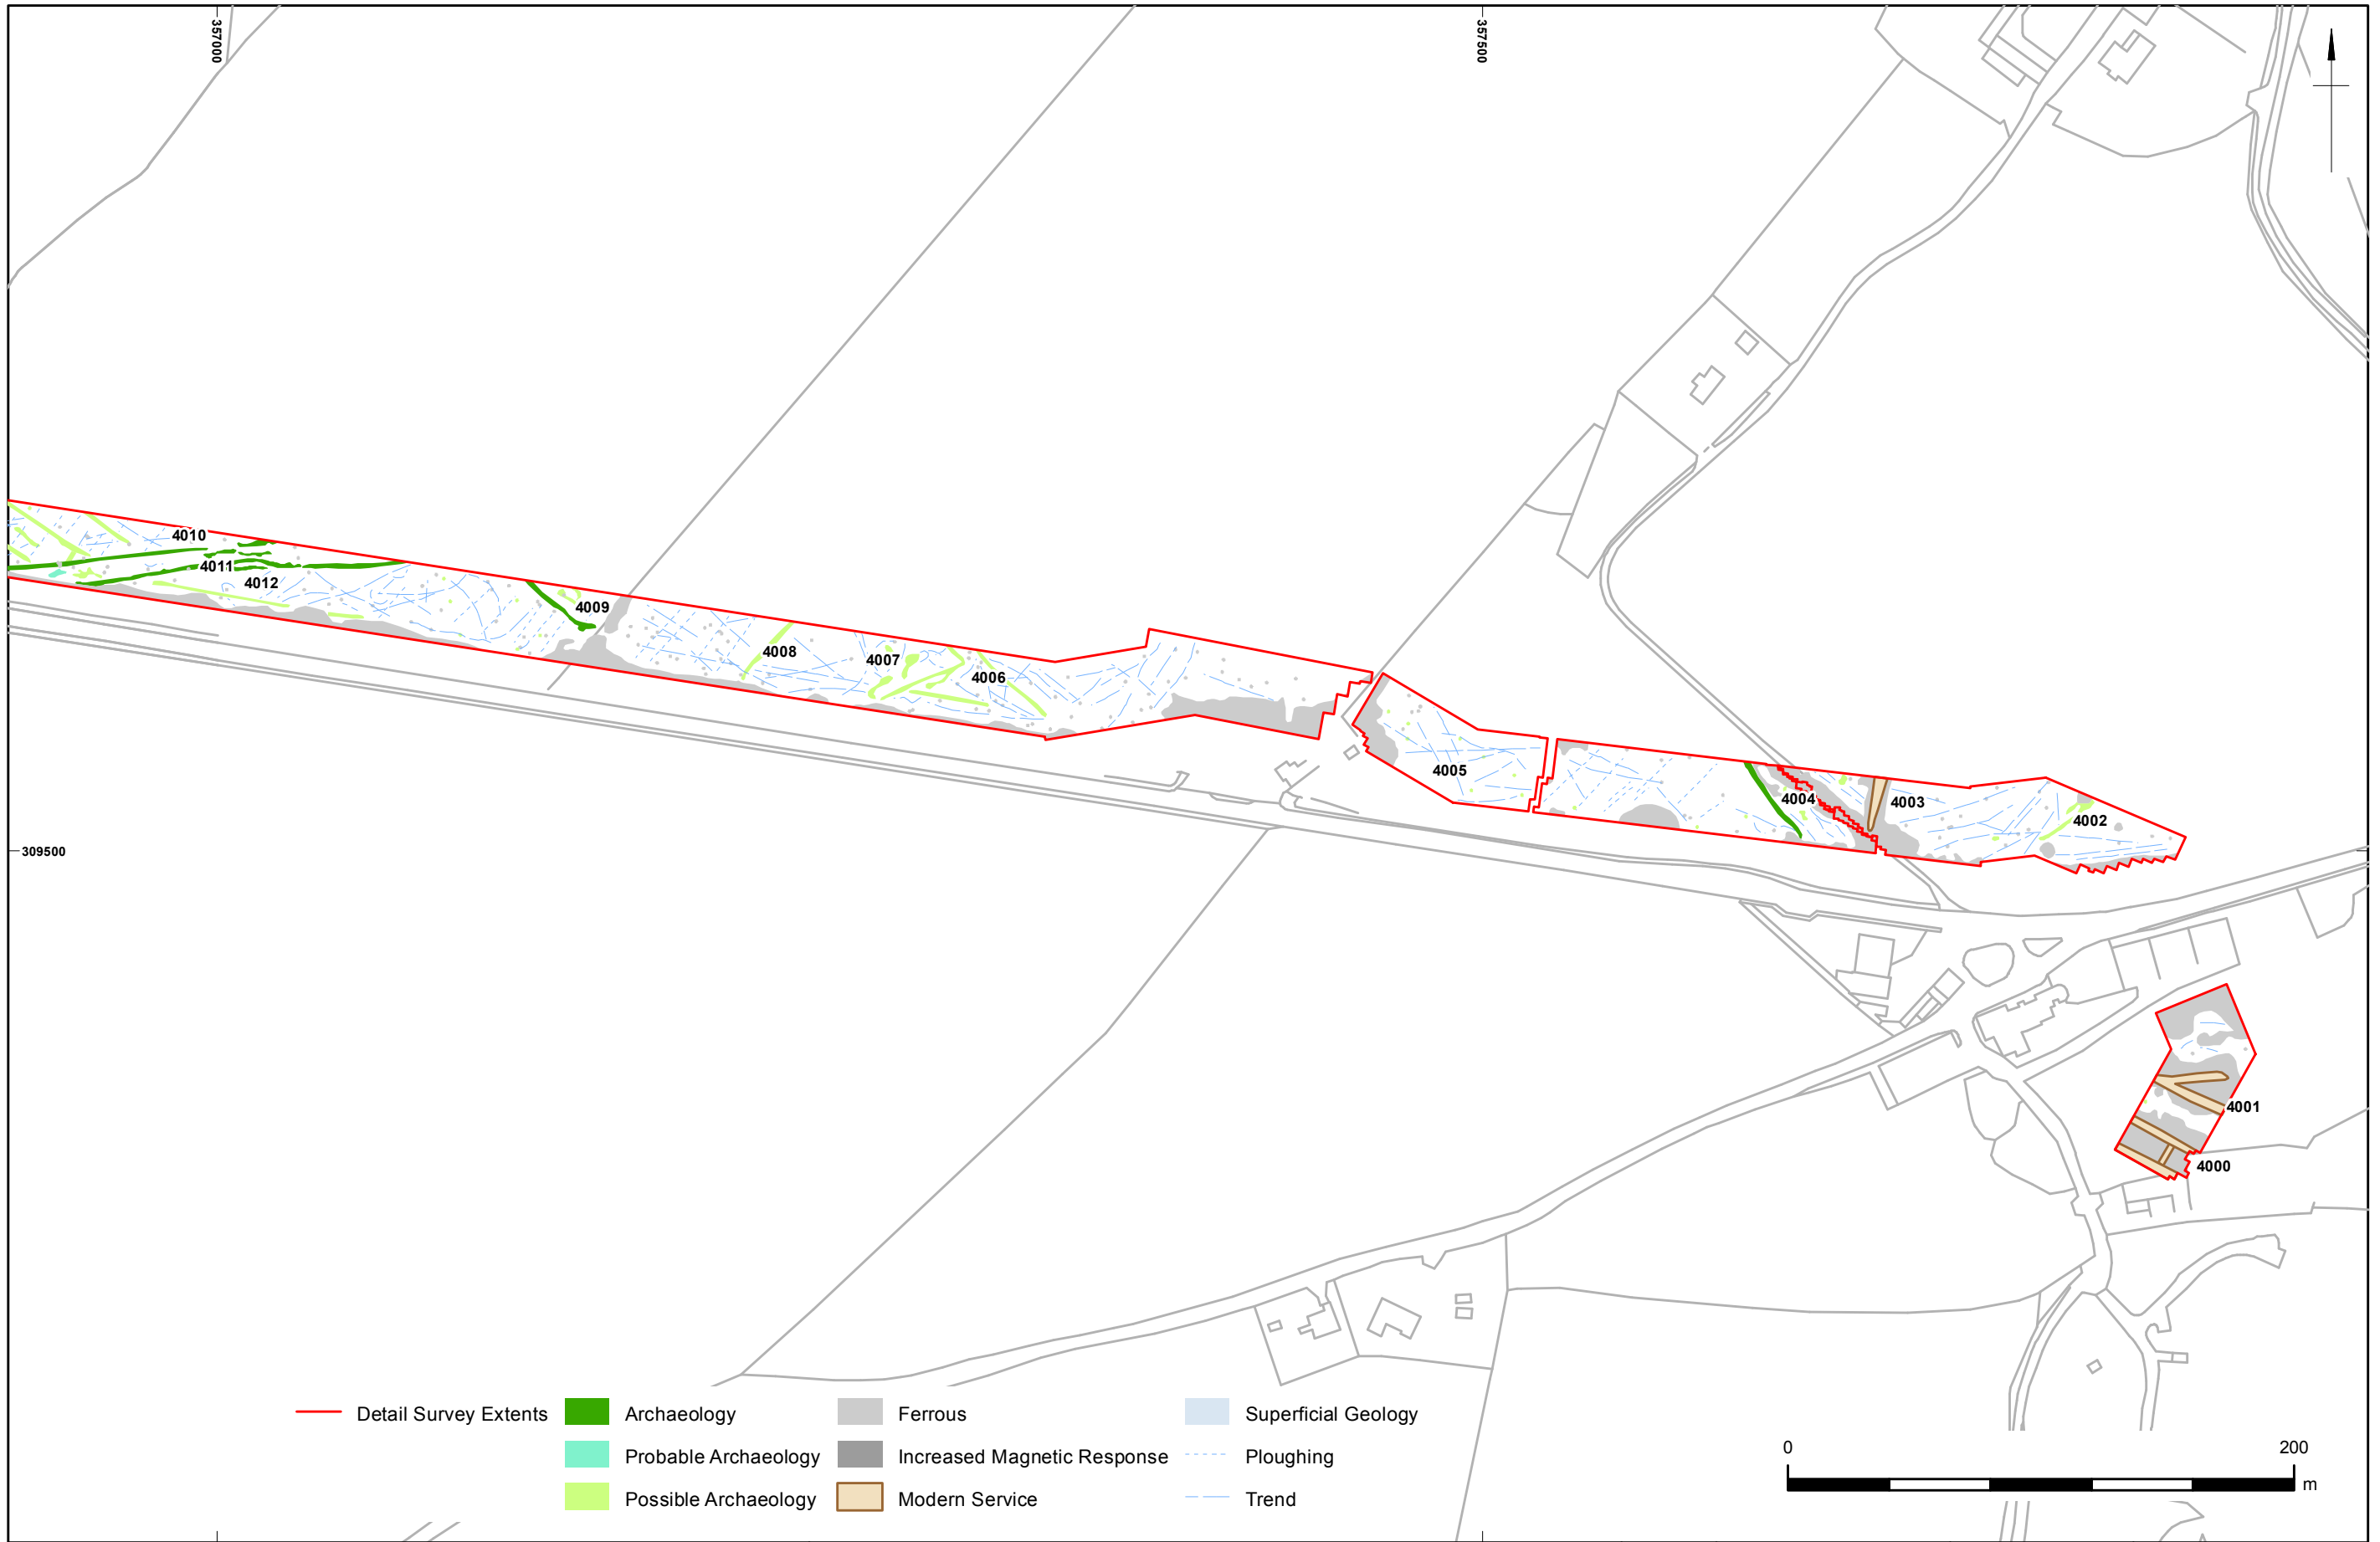 357000
357500
4010
4011
4012
4009
4008
4007
4006
4005
4004
4003
4002
309500
4001
4000
Detail Survey Extents
Archaeology
Probable Archaeology
Possible Archaeology
Ferrous
Increased Magnetic Response
Modern Service
Superficial Geology
Ploughing
Trend
0 200
m